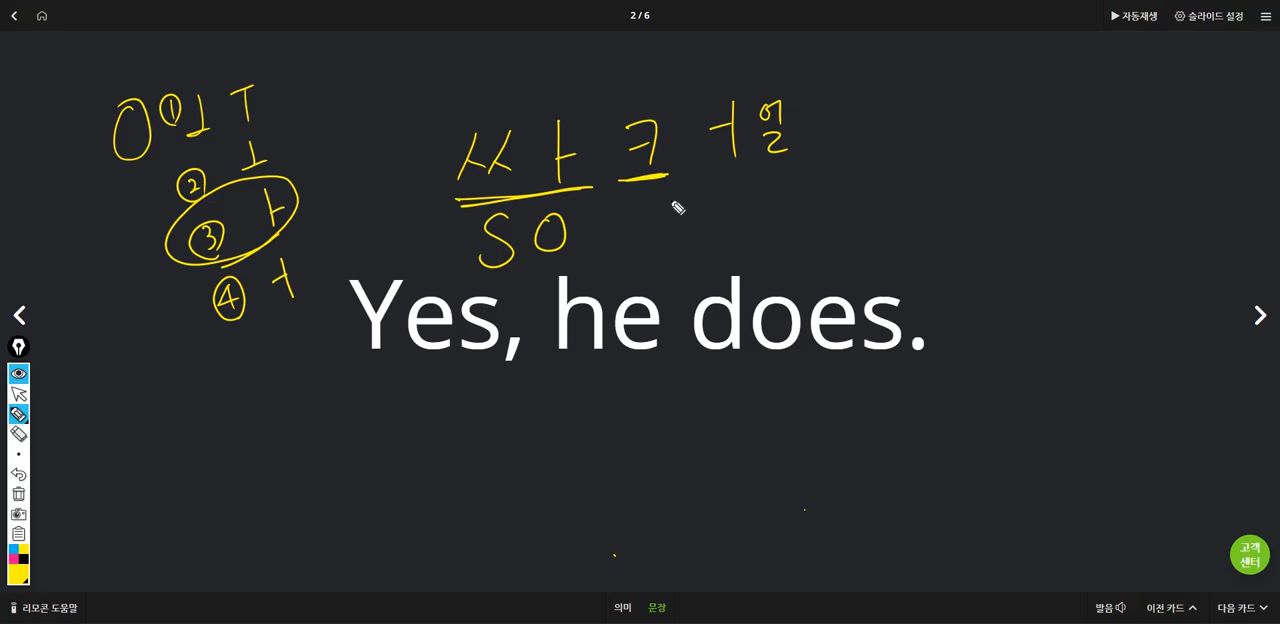 2 / 6
자동재생
슬라이드 설정
O ① ㅓ ㅜ
ㅗ
②
③ ㅏ
④ ㅓ
ㅆ ㅏ ㅋ ㅓ
SO
Yes, he does.
고객
센터
리모콘 도움말
의미
문장
발음
이전 카드
다음 카드